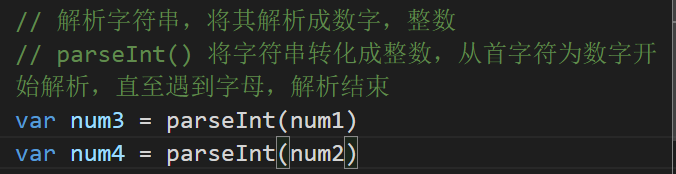 // 解析字符串，将其解析成数字，整数
// parseInt() 将字符串转化成整数，从首字符为数字开
始解析，直至遇到字母，解析结束
var num3 = parseInt(num1)
var num4 = parseInt(num2)